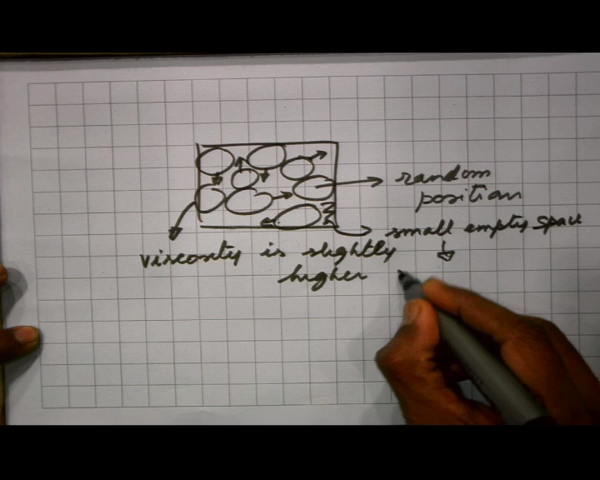 random
position
small empty space
viscosity is slightly
higher